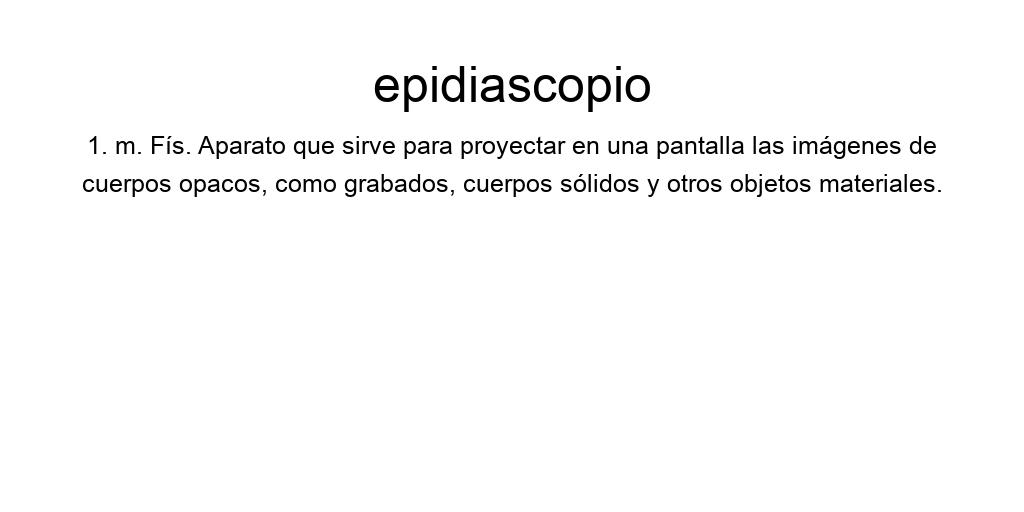 epidiascopio
1. m. Fís. Aparato que sirve para proyectar en una pantalla las imágenes de
cuerpos opacos, como grabados, cuerpos sólidos y otros objetos materiales.